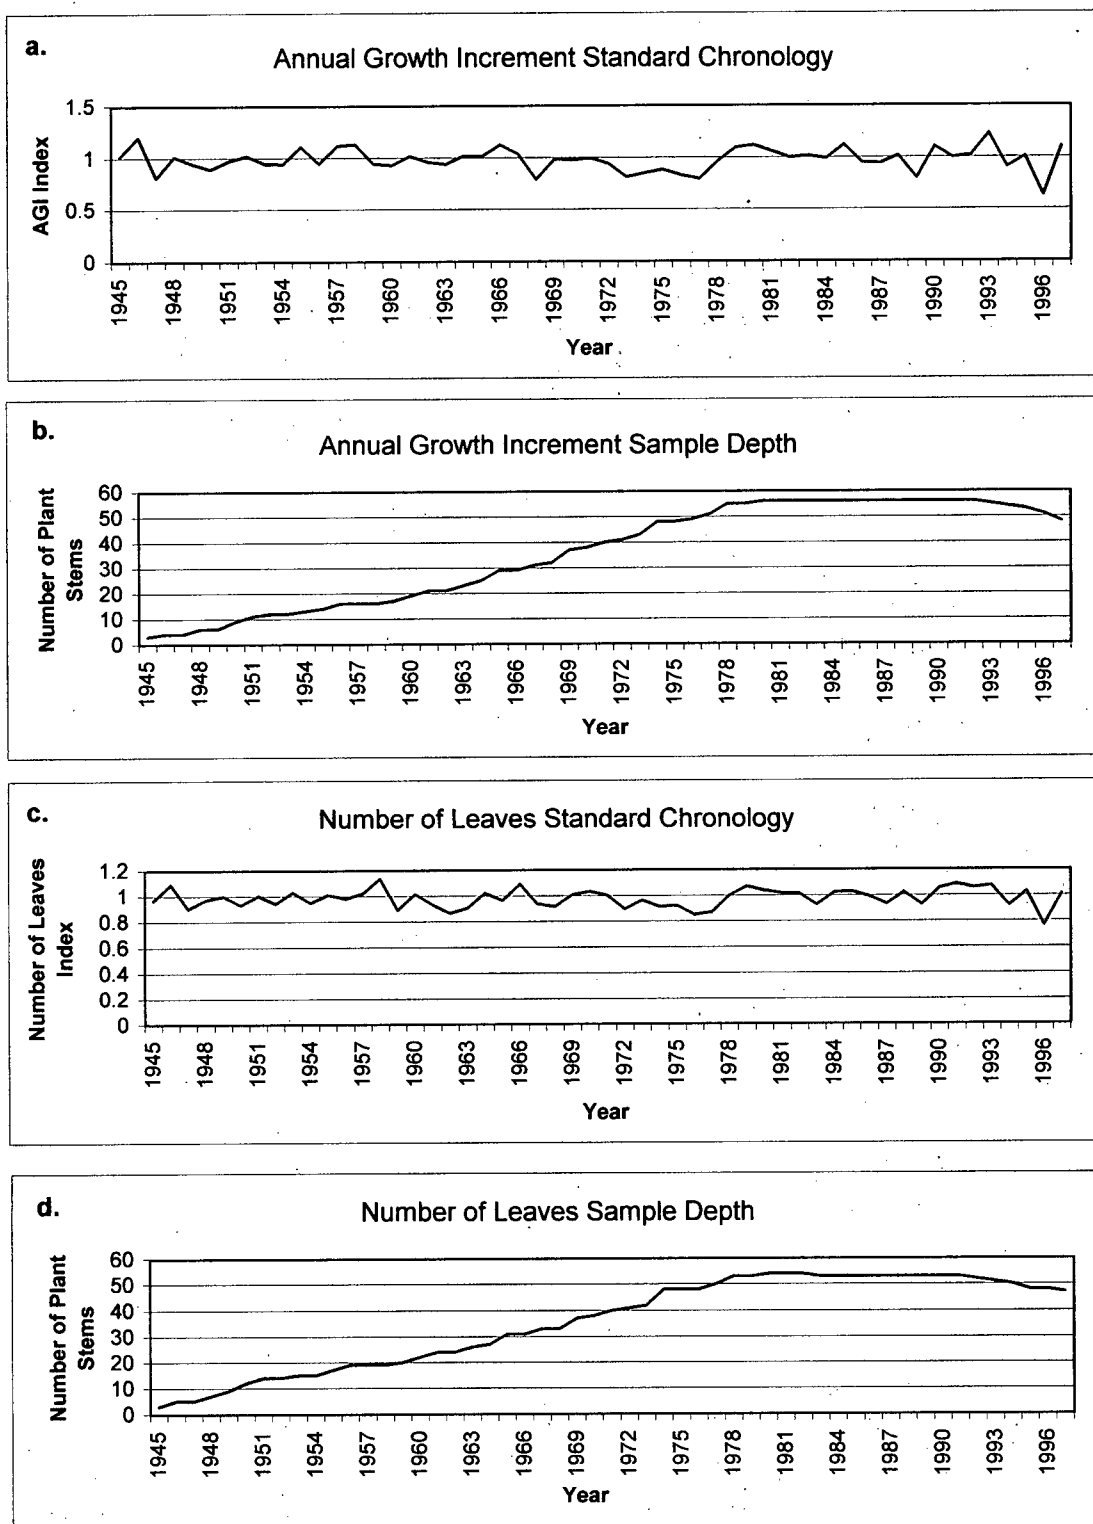 a.
Annual Growth Increment Standard Chronology
AGI Index
1.5
1
0.5
0
1945 1948 1951 1954 1957 1960 1963 1966 1969 1972 1975 1978 1981 1984 1987 1990 1993 1996
Year
b.
Annual Growth Increment Sample Depth
Number of Plant
Stems
60
50
40
30
20
10
0
1945 1948 1951 1954 1957 1960 1963 1966 1969 1972 1975 1978 1981 1984 1987 1990 1993 1996
Year
c.
Number of Leaves Standard Chronology
Number of Leaves
Index
1.2
1
0.8
0.6
0.4
0.2
0
1945 1948 1951 1954 1957 1960 1963 1966 1969 1972 1975 1978 1981 1984 1987 1990 1993 1996
Year
d.
Number of Leaves Sample Depth
Number of Plant
Stems
60
50
40
30
20
10
0
1945 1948 1951 1954 1957 1960 1963 1966 1969 1972 1975 1978 1981 1984 1987 1990 1993 1996
Year